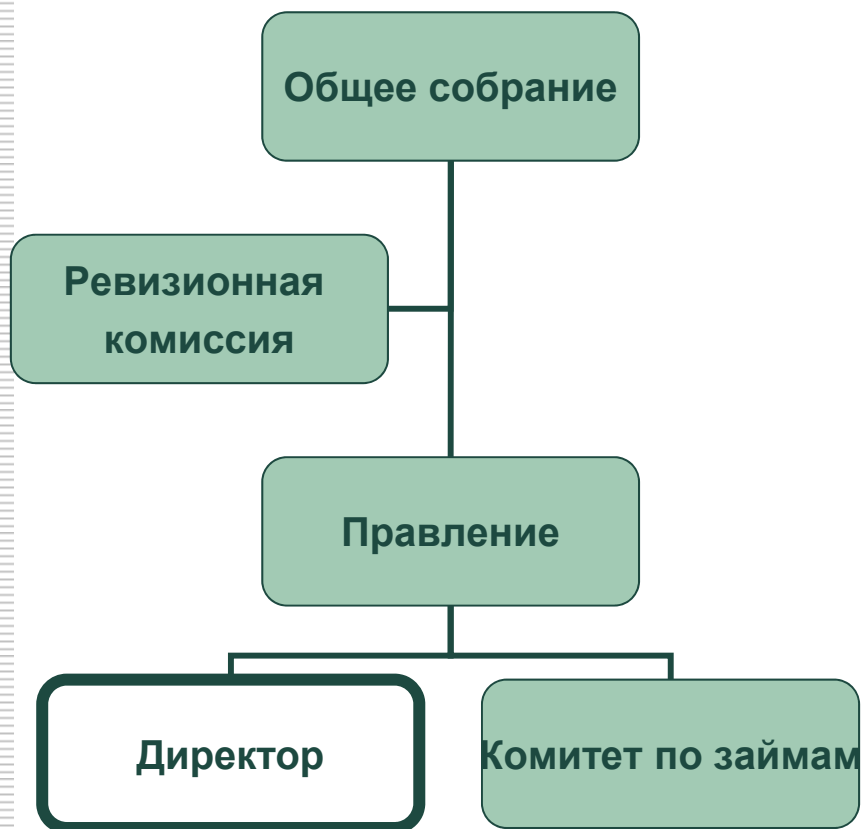 Общее собрание
Ревизионная
комиссия
Правление
Директор
Комитет по займам